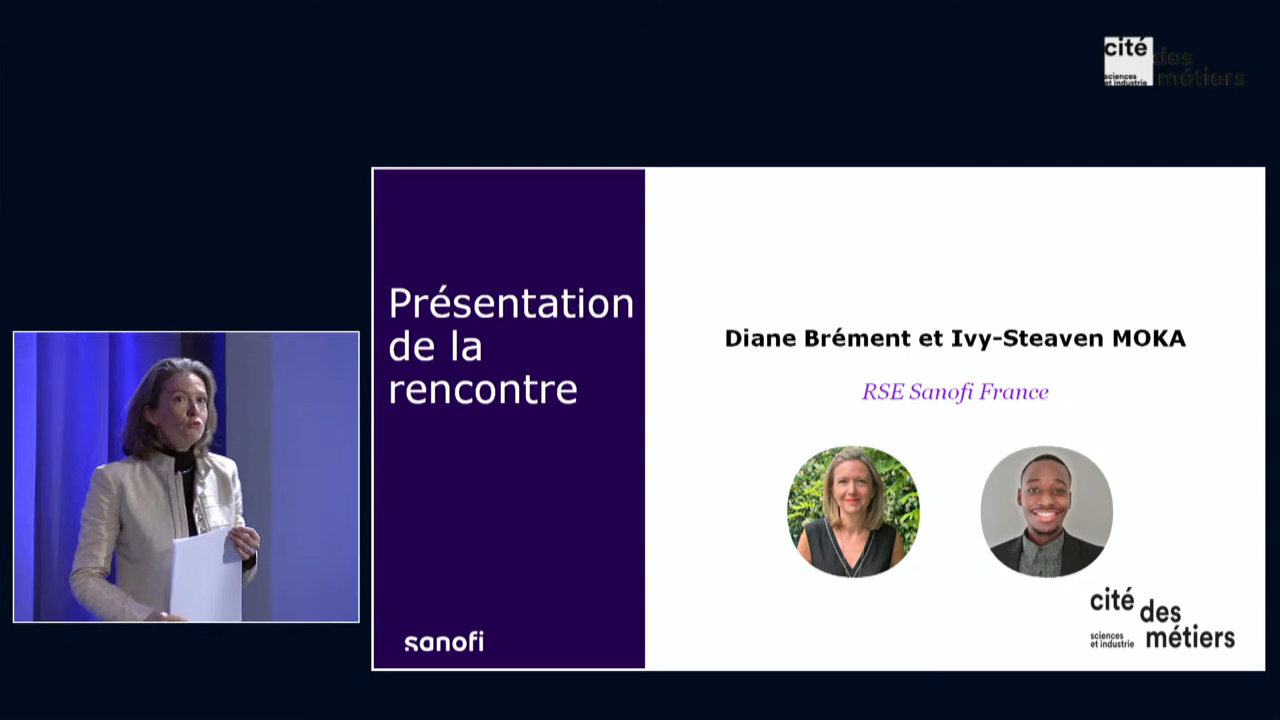 cité
des
sciences
et industrie
métiers
Présentation
de la
rencontre
Diane Brément et Ivy-Steaven MOKA
RSE Sanofi France
sanofi
cité
des
sciences
et industrie
métiers